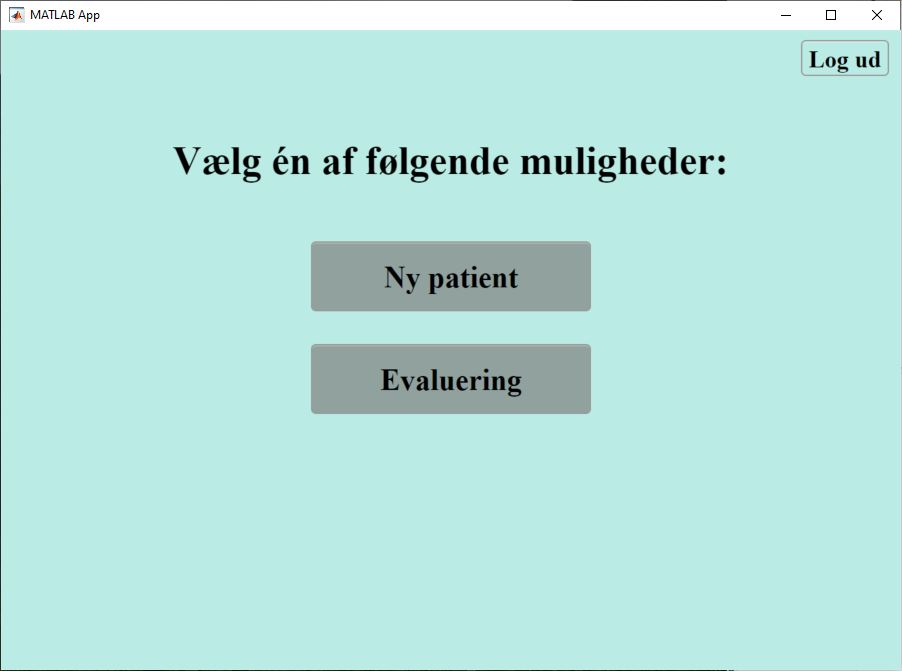 MATLAB App
Log ud
Vælg én af følgende muligheder:
Ny patient
Evaluering